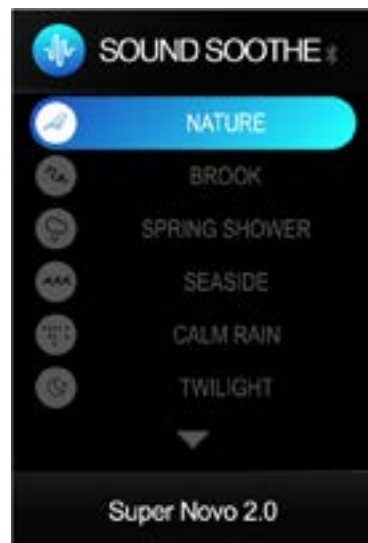 SOUND SOOTHE
NATURE
BROOK
SPRING SHOWER
SEASIDE
CALM RAIN
TWILIGHT
Super Novo 2.0